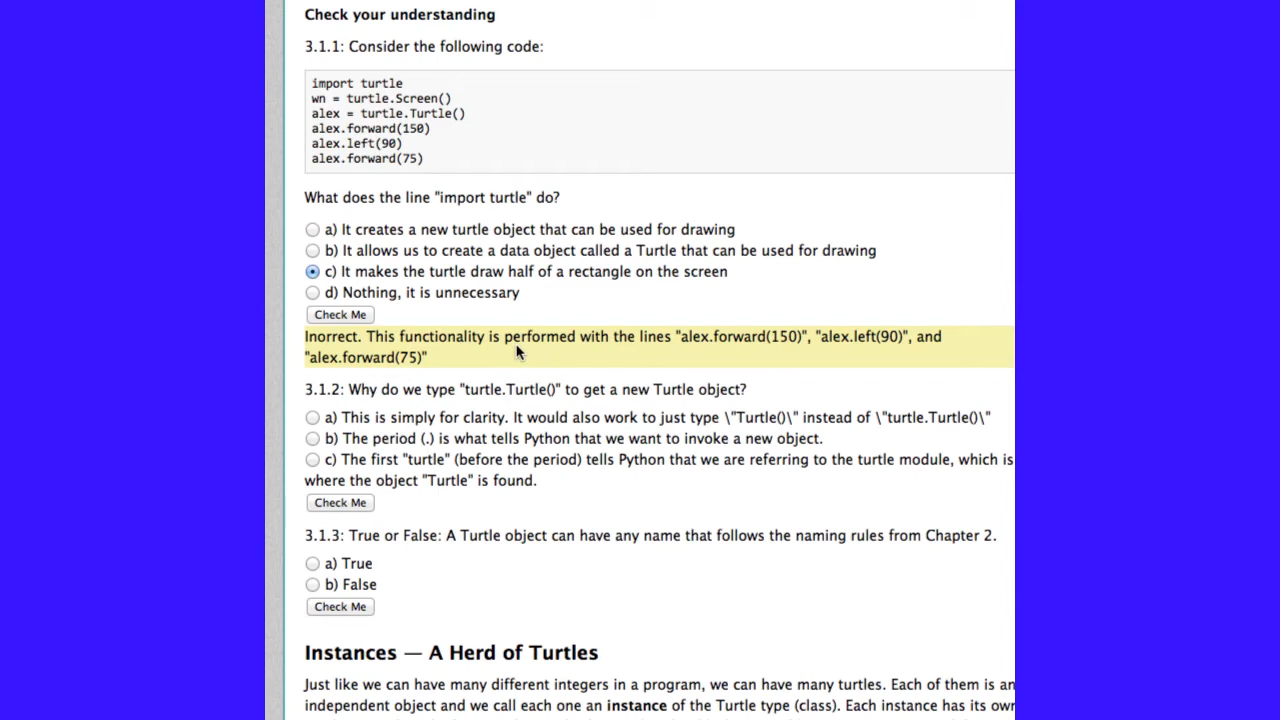 Check your understanding
3.1.1: Consider the following code:
import turtle
wn = turtle.Screen()
alex = turtle.Turtle()
alex.forward(150)
alex.left(90)
alex.forward(75)
What does the line "import turtle" do?
a) It creates a new turtle object that can be used for drawing
b) It allows us to create a data object called a Turtle that can be used for drawing
c) It makes the turtle draw half of a rectangle on the screen
d) Nothing, it is unnecessary
Check Me
Inorrect. This functionality is performed with the lines "alex.forward(150)", "alex.left(90)", and
"alex.forward(75)"
3.1.2: Why do we type "turtle.Turtle()" to get a new Turtle object?
a) This is simply for clarity. It would also work to just type \"Turtle()\" instead of \"turtle.Turtle()\"
b) The period (.) is what tells Python that we want to invoke a new object.
c) The first "turtle" (before the period) tells Python that we are referring to the turtle module, which is
where the object "Turtle" is found.
Check Me
3.1.3: True or False: A Turtle object can have any name that follows the naming rules from Chapter 2.
a) True
b) False
Check Me
Instances — A Herd of Turtles
Just like we can have many different integers in a program, we can have many turtles. Each of them is an
independent object and we call each one an instance of the Turtle type (class). Each instance has its own